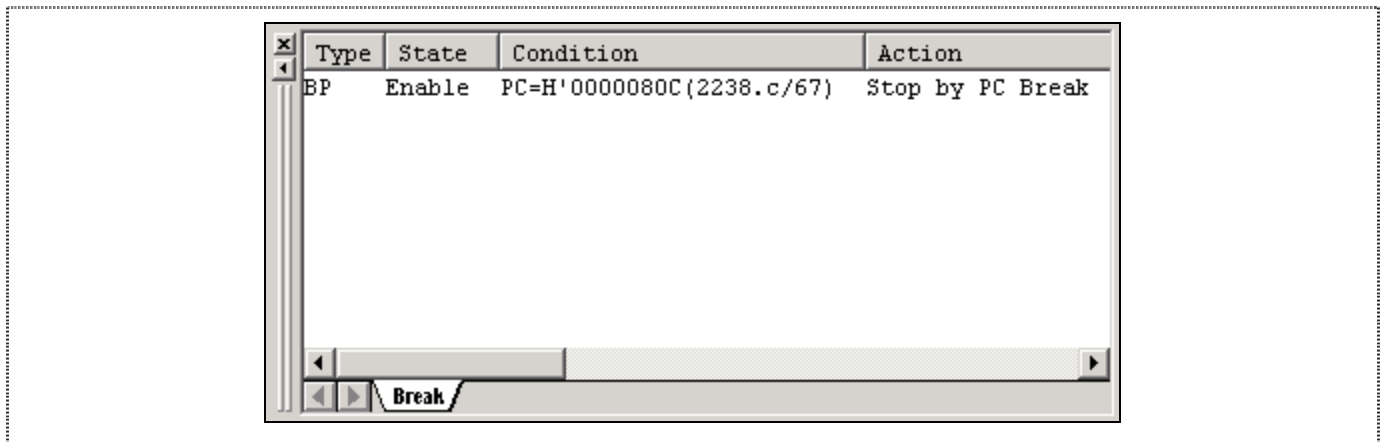 Type State Condition Action
BP Enable PC=H'0000080C(2238.c/67) Stop by PC Break
Break